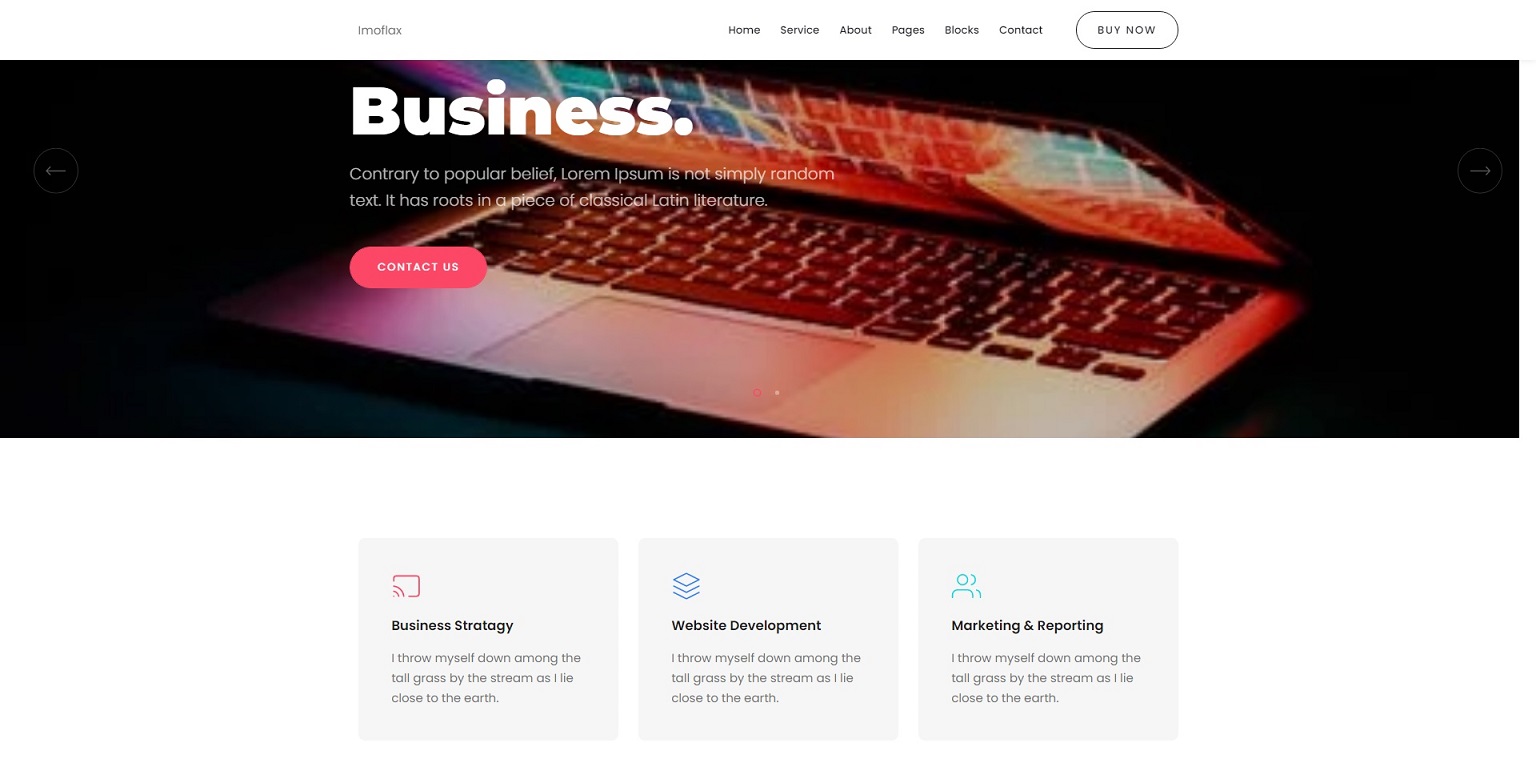 Imoflax
Home Service About Pages Blocks Contact BUY NOW
Business.
Contrary to popular belief, Lorem Ipsum is not simply random
text. It has roots in a piece of classical Latin literature.
CONTACT US
Business Stratagy
I throw myself down among the
tall grass by the stream as I lie
close to the earth.
Website Development
I throw myself down among the
tall grass by the stream as I lie
close to the earth.
Marketing & Reporting
I throw myself down among the
tall grass by the stream as I lie
close to the earth.